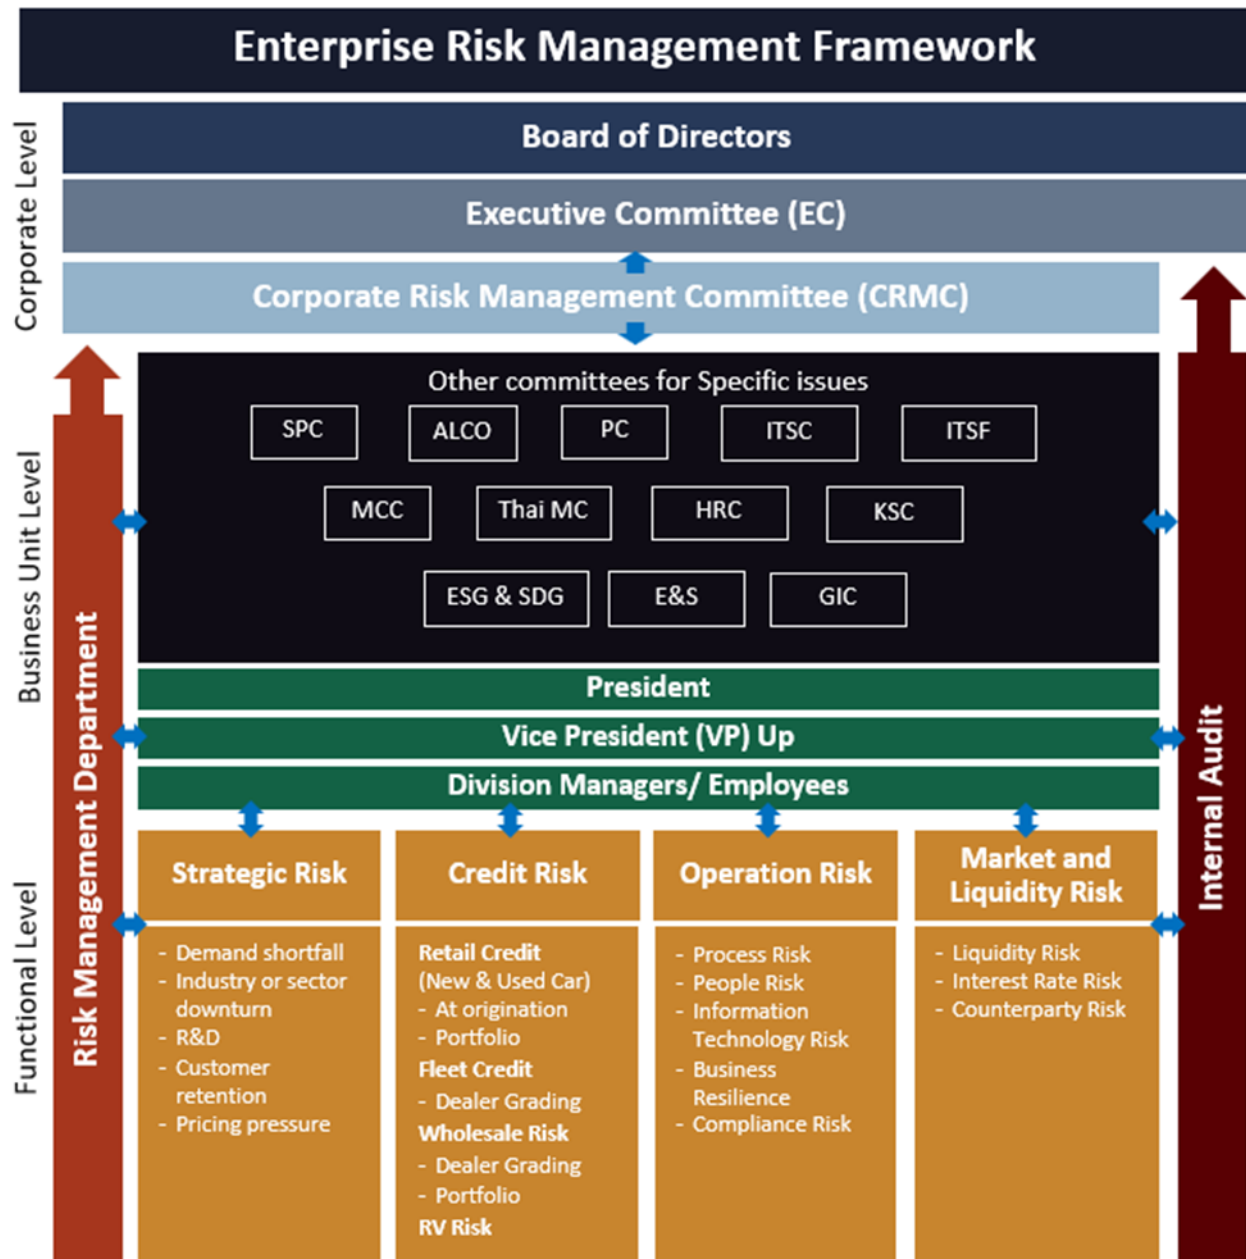 Enterprise Risk Management Framework
Corporate Level
Board of Directors
Executive Committee (EC)
Corporate Risk Management Committee (CRMC)
Business Unit Level
Risk Management Department
Internal Audit
Other committees for Specific issues
SPC
ALCO
PC
ITSC
ITSF
MCC
Thai MC
HRC
KSC
ESG & SDG
E&S
GIC
President
Vice President (VP) Up
Division Managers/ Employees
Functional Level
Strategic Risk
- Demand shortfall
- Industry or sector
downturn
- R&D
- Customer
retention
- Pricing pressure
Credit Risk
Retail Credit
(New & Used Car)
- At origination
- Portfolio
Fleet Credit
- Dealer Grading
Wholesale Risk
- Dealer Grading
- Portfolio
RV Risk
Operation Risk
- Process Risk
- People Risk
- Information
Technology Risk
- Business
Resilience
- Compliance Risk
Market and
Liquidity Risk
- Liquidity Risk
- Interest Rate Risk
- Counterparty Risk